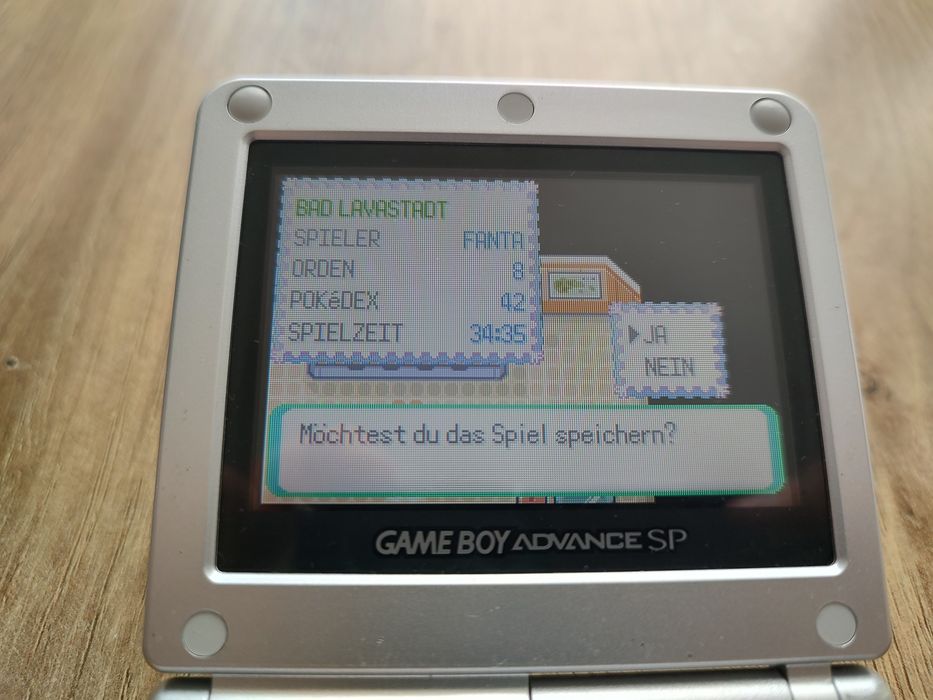 BAD LAVASTADT
SPIELER FANTA
ORDEN 8
POKéDEX 42
SPIELZEIT 34:35
JA
NEIN
Möchtest du das Spiel speichern?
GAME BOY ADVANCE SP